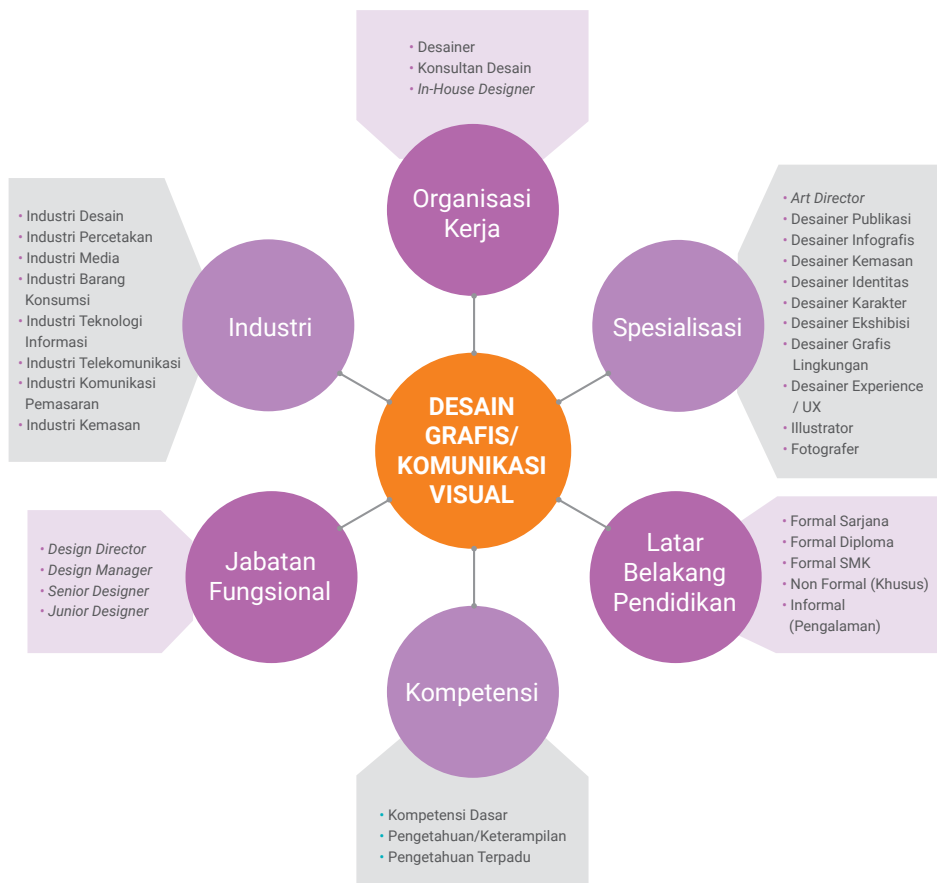 • Desainer
• Konsultan Desain
• In-House Designer
Organisasi
Kerja
• Industri Desain
• Industri Percetakan
• Industri Media
• Industri Barang
Konsumsi
• Industri Teknologi
Informasi
• Industri Telekomunikasi
• Industri Komunikasi
Pemasaran
• Industri Kemasan
Industri
Spesialisasi
• Art Director
• Desainer Publikasi
• Desainer Infografis
• Desainer Kemasan
• Desainer Identitas
• Desainer Karakter
• Desainer Ekshibisi
• Desainer Grafis
Lingkungan
• Desainer Experience
/ UX
• Illustrator
• Fotografer
DESAIN
GRAFIS/
KOMUNIKASI
VISUAL
• Design Director
• Design Manager
• Senior Designer
• Junior Designer
Jabatan
Fungsional
Latar
Belakang
Pendidikan
• Formal Sarjana
• Formal Diploma
• Formal SMK
• Non Formal (Khusus)
• Informal
(Pengalaman)
Kompetensi
• Kompetensi Dasar
• Pengetahuan/Keterampilan
• Pengetahuan Terpadu